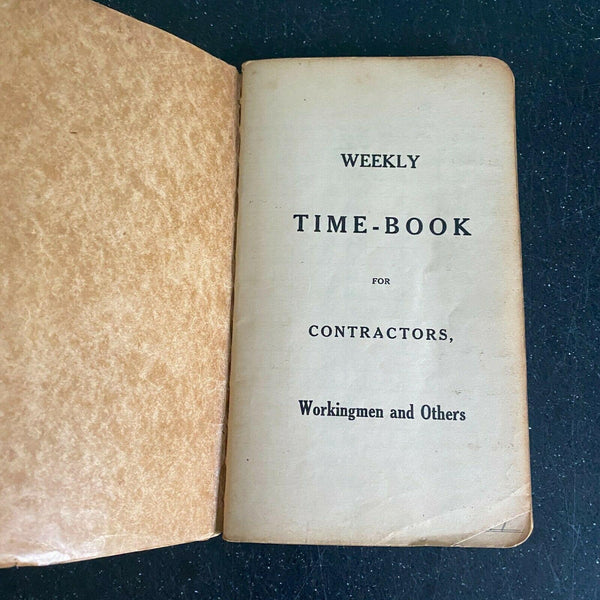 WEEKLY
TIME-BOOK
FOR
CONTRACTORS,
Workingmen and Others